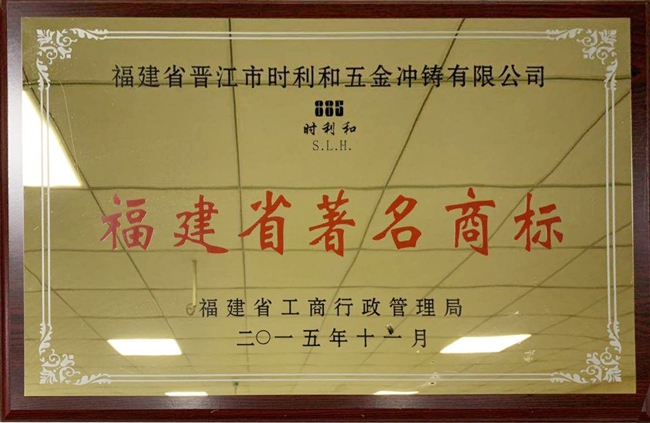 福建省晋江市时利和五金冲铸有限公司
885
时利和
S.L.H.
福建省著名商标
福建省工商行政管理局
二〇一五年十一月